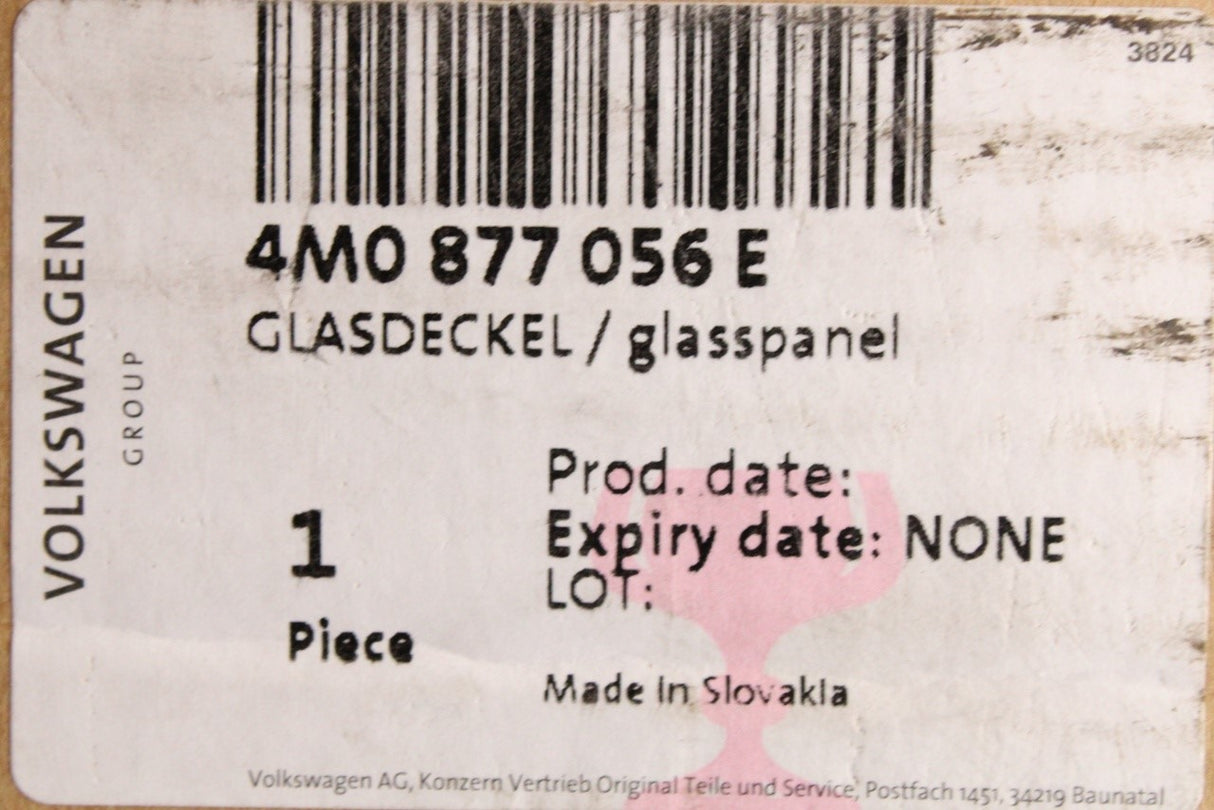 3824
4M0 877 056 E
GLASDECKEL / glasspanel
VOLKSWAGEN
GROUP
Prod. date:
Expiry date: NONE
LOT:
1
Piece
Made in Slovakia
Volkswagen AG, Konzern Vertrieb Original Teile und Service, Postfach 1451, 34219 Baunatal